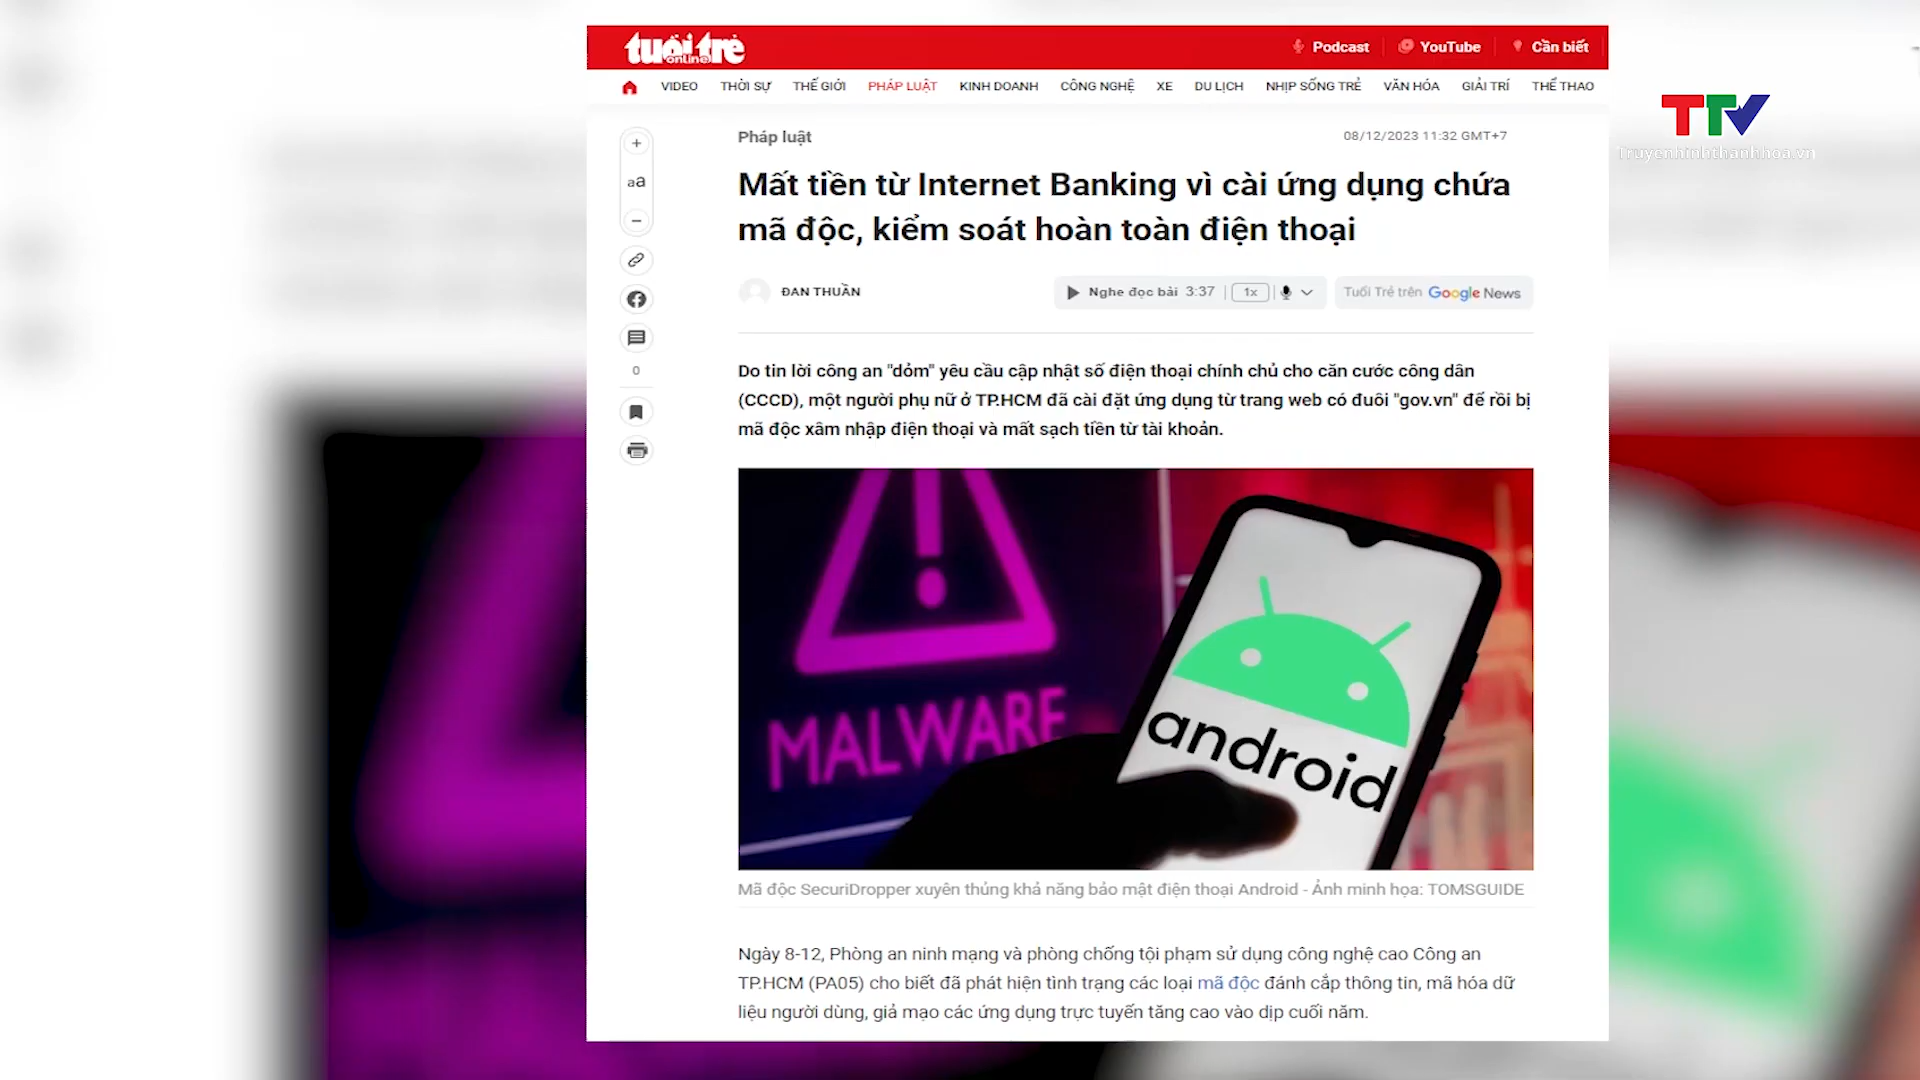 tuổi trẻ online
Podcast YouTube Cần biết
VIDEO THỜI SỰ THẾ GIỚI PHÁP LUẬT KINH DOANH CÔNG NGHỆ XE DU LỊCH NHỊP SỐNG TRẺ VĂN HÓA GIẢI TRÍ THỂ THAO
TTV
Truyenhinhthanhhoa.vn
Pháp luật 08/12/2023 11:32 GMT+7
+
aa
−
0
Mất tiền từ Internet Banking vì cài ứng dụng chứa
mã độc, kiểm soát hoàn toàn điện thoại
ĐAN THUẦN Nghe đọc bài 3:37 1x Tuổi Trẻ trên Google News
Do tin lời công an "dỏm" yêu cầu cập nhật số điện thoại chính chủ cho căn cước công dân
(CCCD), một người phụ nữ ở TP.HCM đã cài đặt ứng dụng từ trang web có đuôi "gov.vn" để rồi bị
mã độc xâm nhập điện thoại và mất sạch tiền từ tài khoản.
MALWARE
android
Mã độc SecuriDropper xuyên thủng khả năng bảo mật điện thoại Android - Ảnh minh họa: TOMSGUIDE
Ngày 8-12, Phòng an ninh mạng và phòng chống tội phạm sử dụng công nghệ cao Công an
TP.HCM (PA05) cho biết đã phát hiện tình trạng các loại mã độc đánh cắp thông tin, mã hóa dữ
liệu người dùng, giả mạo các ứng dụng trực tuyến tăng cao vào dịp cuối năm.